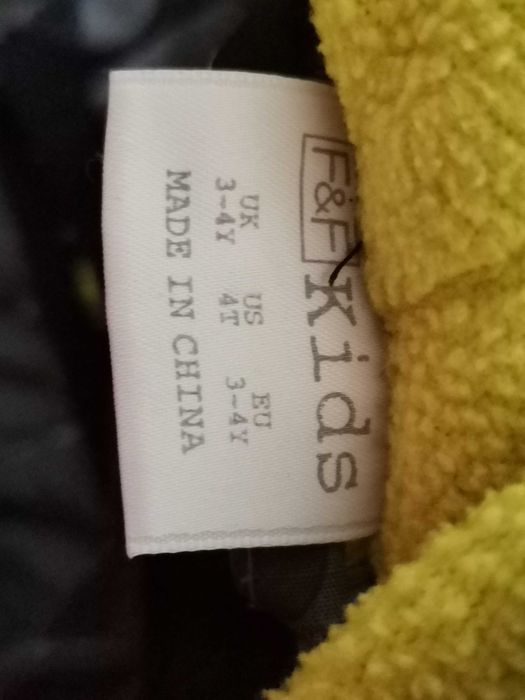 F&F Kids
UK US EU
3-4Y 4T 3-4Y
MADE IN CHINA